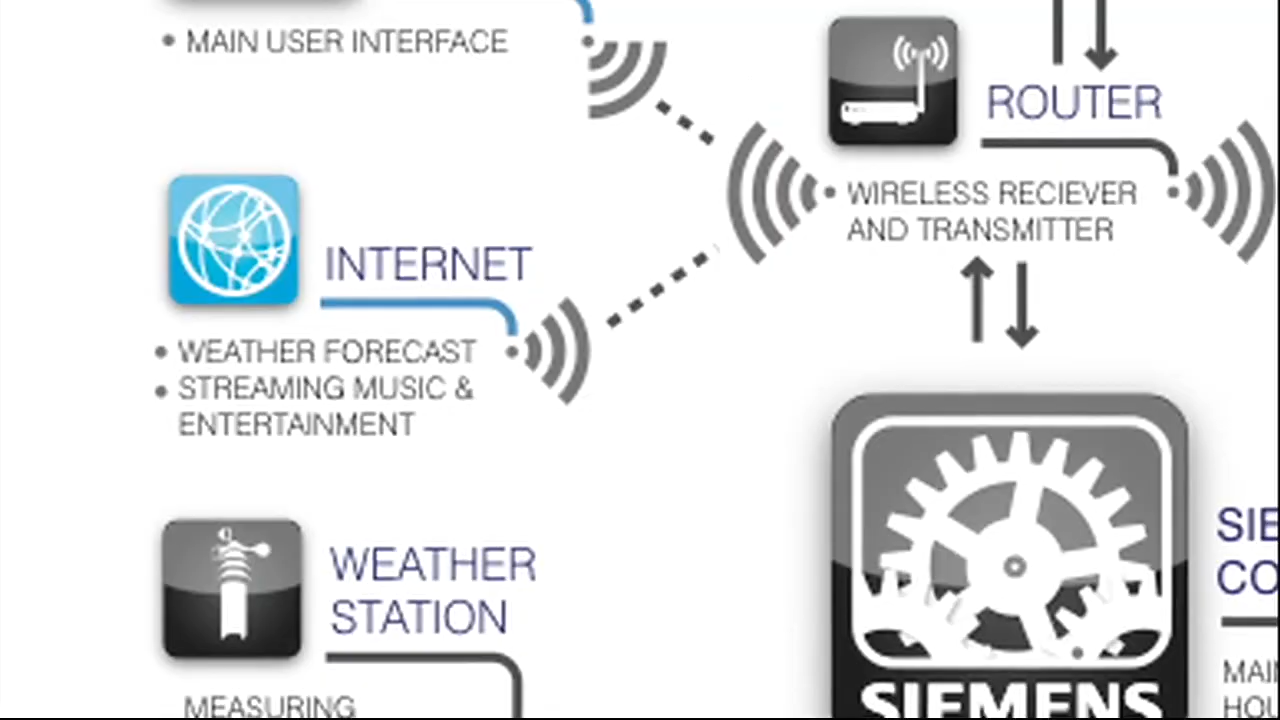 • MAIN USER INTERFACE
ROUTER
• WIRELESS RECIEVER
AND TRANSMITTER
INTERNET
• WEATHER FORECAST
• STREAMING MUSIC &
ENTERTAINMENT
WEATHER
STATION
MEASURING
SIEMENS